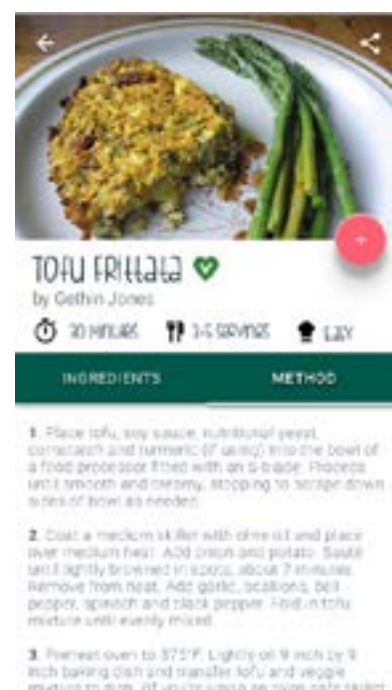 TOFU FRITTATA
by Gethin Jones
30 MINUTES
SERVINGS
EASY
INGREDIENTS
METHOD
1. Place tofu, soy sauce, nutritional yeast,
cornstarch and turmeric (if using) into the bowl of
a food processor fitted with an S-blade. Process
until smooth and creamy, stopping to scrape down
sides of bowl as needed.
2. Coat a medium skillet with olive oil and place
over medium heat. Add onion and potato. Sauté
until lightly browned in spots, about 7 minutes.
Remove from heat. Add garlic, scallions, bell
pepper, spinach and black pepper. Fold in tofu
mixture until evenly mixed.
3. Preheat oven to 375°F. Lightly oil 9 inch by 9
inch baking dish and transfer tofu and veggie
mixture to dish.